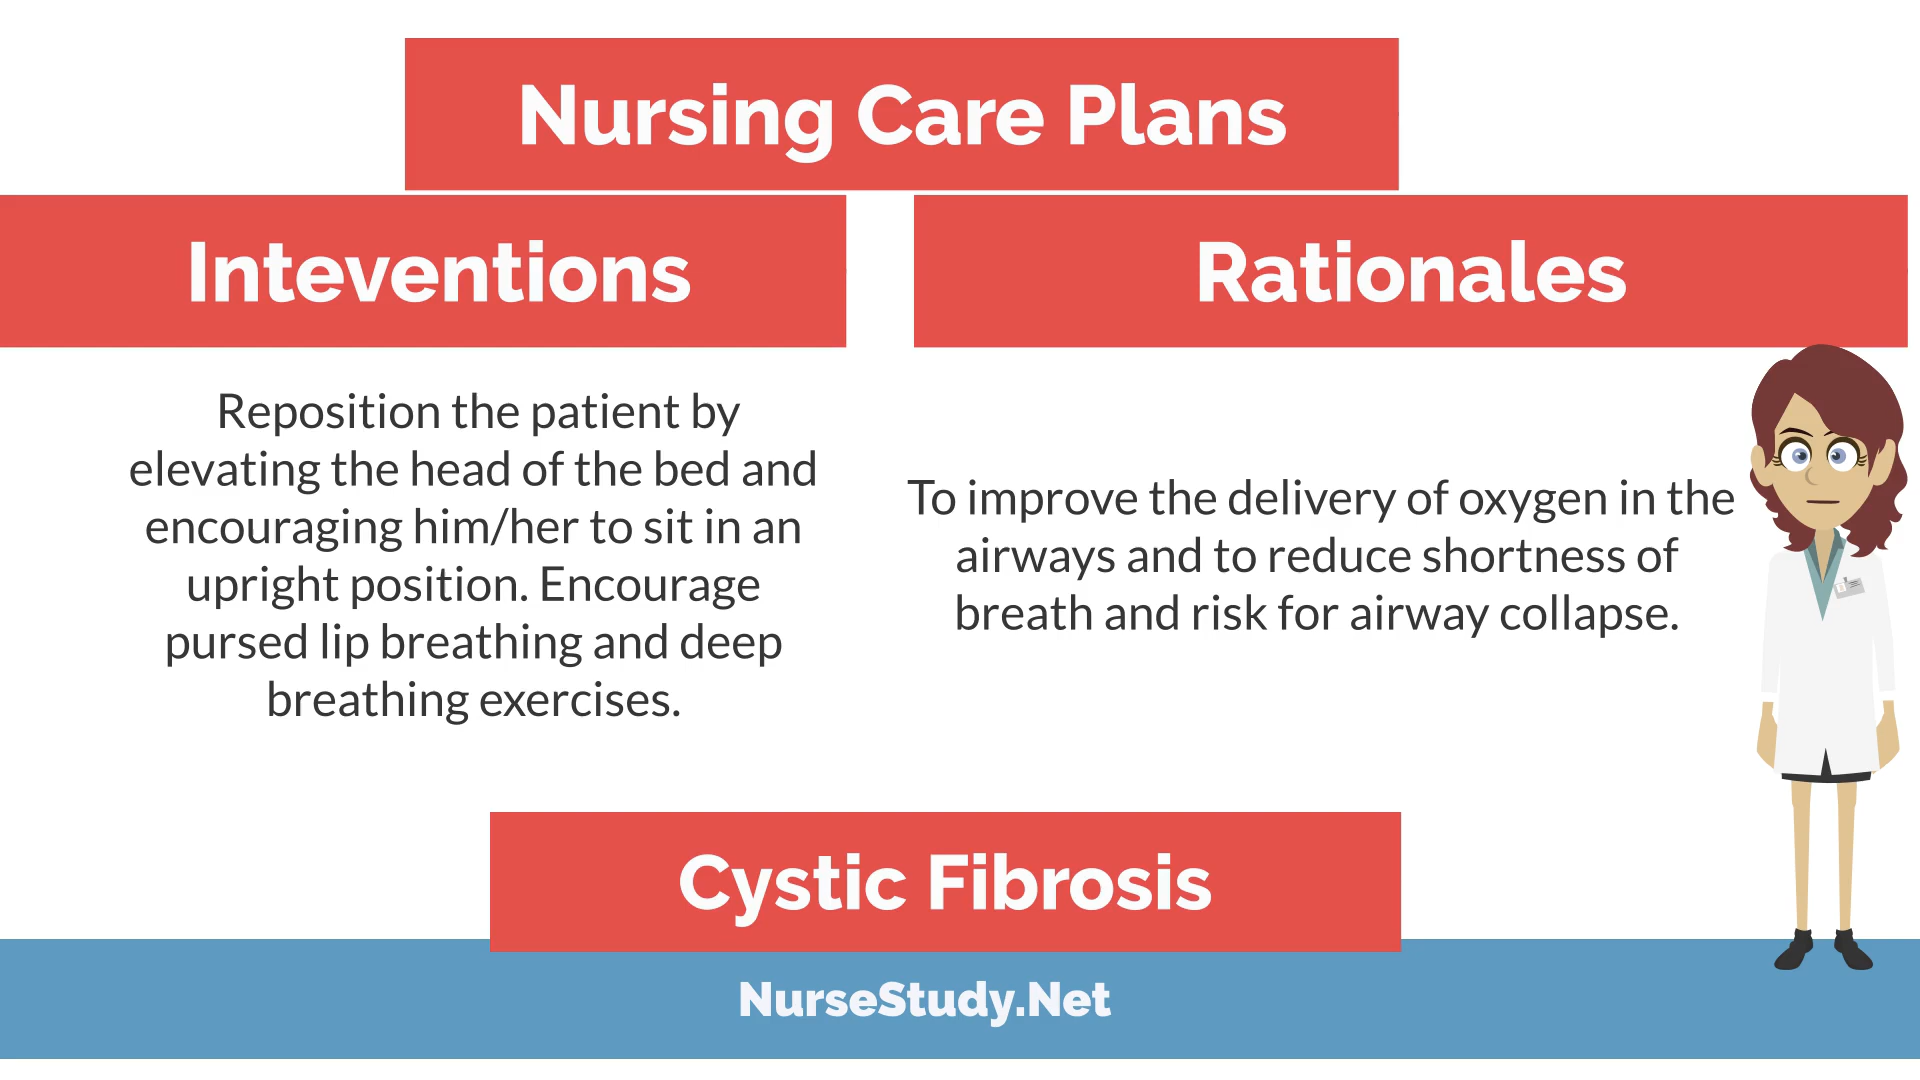 Nursing Care Plans
Inteventions
Rationales
Reposition the patient by
elevating the head of the bed and
encouraging him/her to sit in an
upright position. Encourage
pursed lip breathing and deep
breathing exercises.
To improve the delivery of oxygen in the
airways and to reduce shortness of
breath and risk for airway collapse.
Cystic Fibrosis
NurseStudy.Net